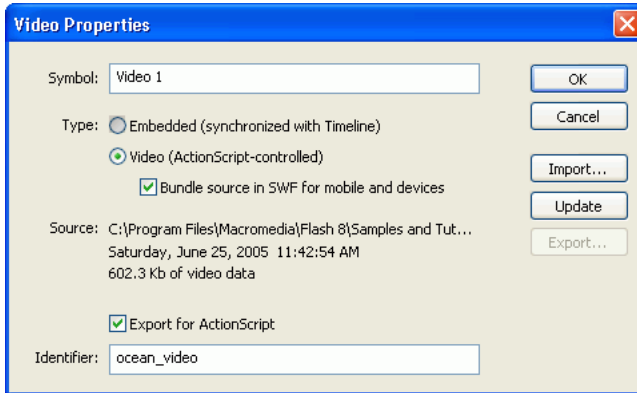 Video Properties
Symbol: Video 1
OK
Type: Embedded (synchronized with Timeline)
Cancel
Video (ActionScript-controlled)
Import...
Bundle source in SWF for mobile and devices
Update
Source: C:\Program Files\Macromedia\Flash 8\Samples and Tut...
Export...
Saturday, June 25, 2005 11:42:54 AM
602.3 Kb of video data
Export for ActionScript
Identifier: ocean_video